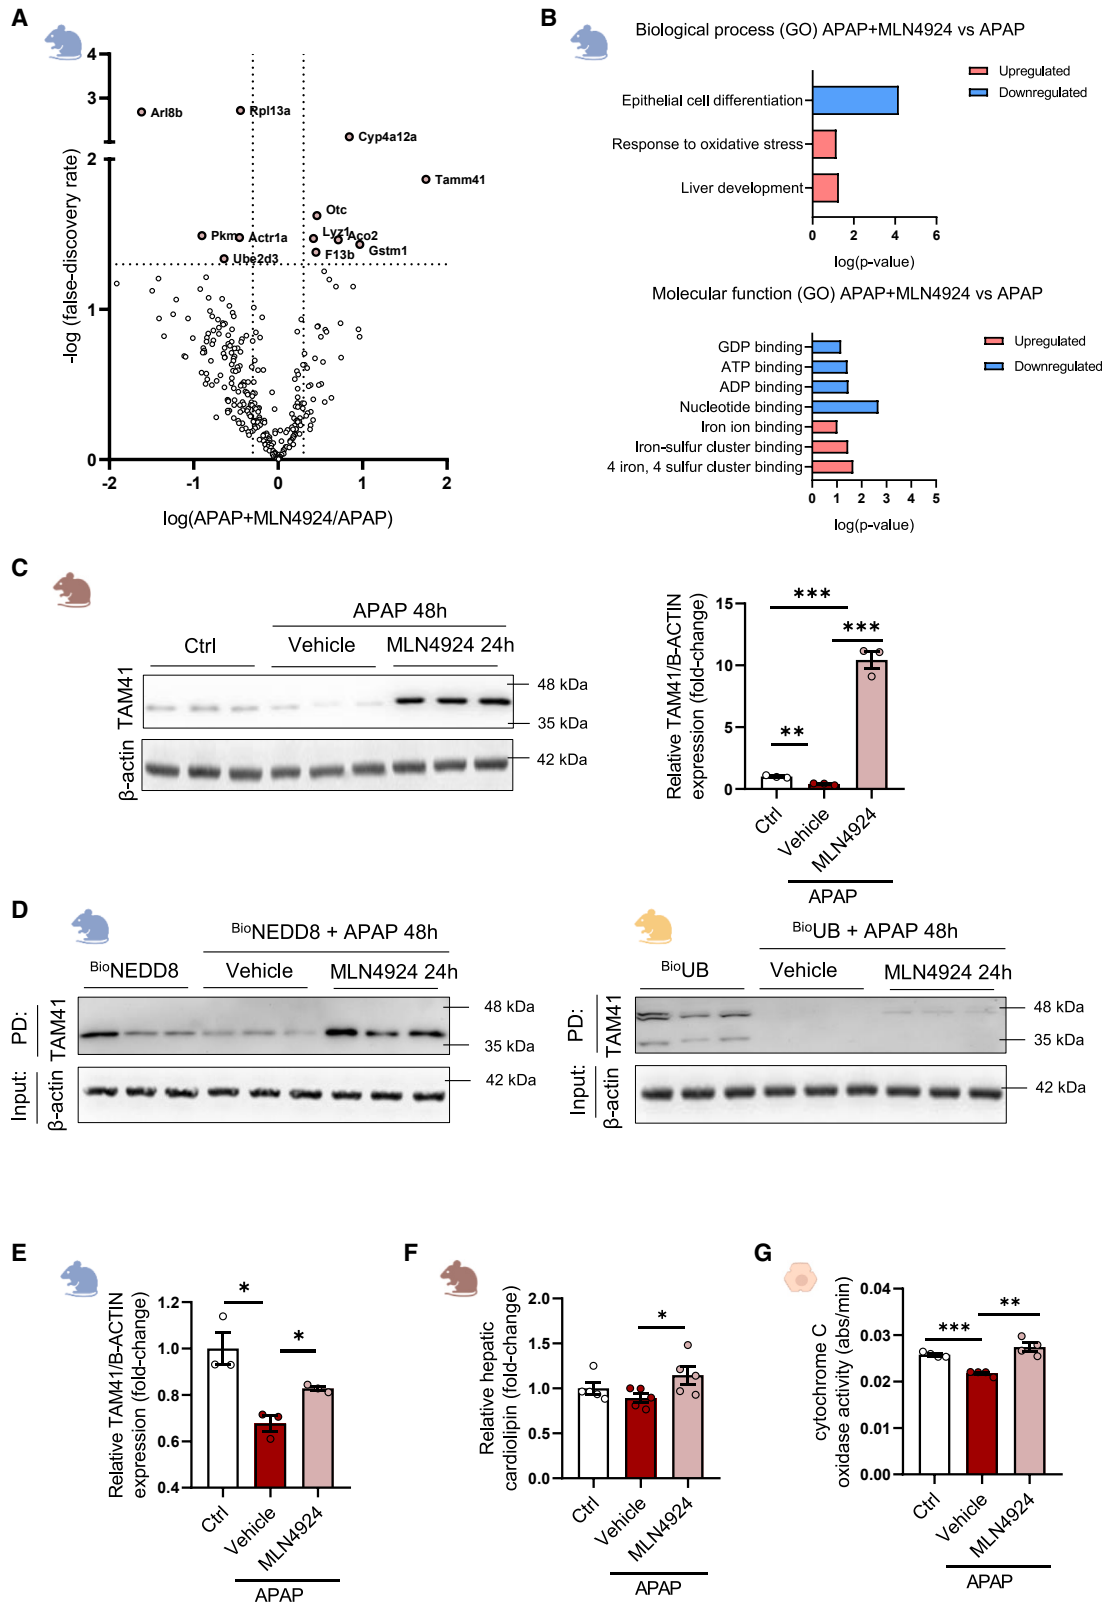 A
4
3
2
1
0
-log (false-discovery rate)
Arl8b
Rpl13a
Cyp4a12a
Tamm41
Otc
Lyz1
Aco2
Pkm
Actr1a
Gstm1
F13b
Ube2d3
-2
-1
0
1
2
log(APAP+MLN4924/APAP)
B
Biological process (GO) APAP+MLN4924 vs APAP
Upregulated
Downregulated
Epithelial cell differentiation
Response to oxidative stress
Liver development
0
2
4
6
log(p-value)
Molecular function (GO) APAP+MLN4924 vs APAP
Upregulated
Downregulated
GDP binding
ATP binding
ADP binding
Nucleotide binding
Iron ion binding
Iron-sulfur cluster binding
4 iron, 4 sulfur cluster binding
0
1
2
3
4
5
log(p-value)
C
APAP 48h
Ctrl
Vehicle
MLN4924 24h
TAM41
48 kDa
35 kDa
β-actin
42 kDa
Relative TAM41/B-ACTIN
expression (fold-change)
15
10
5
0
***
***
**
Ctrl
Vehicle
MLN4924
APAP
D
BioNEDD8 + APAP 48h
BioNEDD8
Vehicle
MLN4924 24h
PD:
TAM41
48 kDa
35 kDa
Input:
β-actin
42 kDa
BioUB + APAP 48h
BioUB
Vehicle
MLN4924 24h
PD:
TAM41
48 kDa
35 kDa
Input:
β-actin
42 kDa
E
Relative TAM41/B-ACTIN
expression (fold-change)
1.2
1.0
0.8
0.6
0.4
*
*
Ctrl
Vehicle
MLN4924
APAP
F
Relative hepatic
cardiolipin (fold-change)
2.0
1.5
1.0
0.5
0.0
*
Ctrl
Vehicle
MLN4924
APAP
G
cytochrome C
oxidase activity (abs/min)
0.04
0.03
0.02
0.01
0.00
***
**
Ctrl
Vehicle
MLN4924
APAP